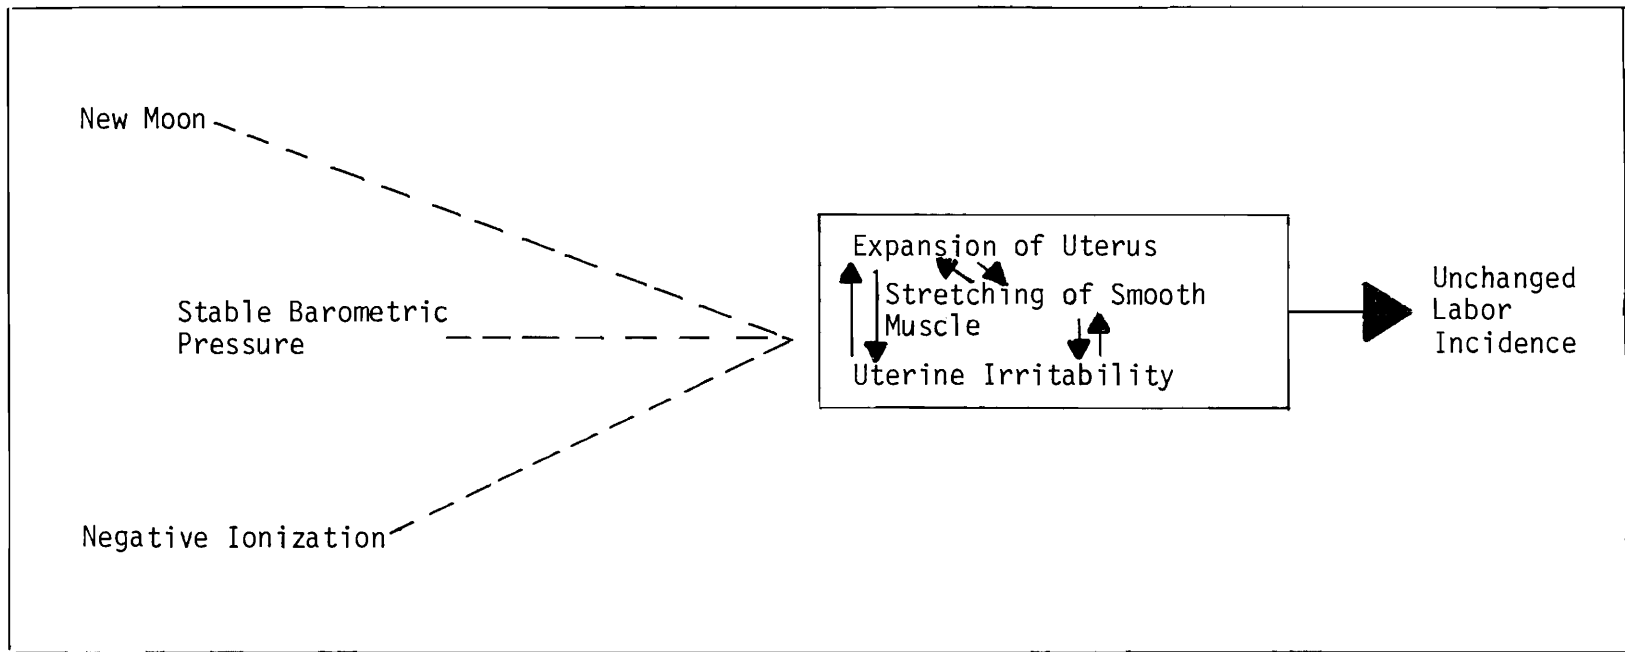 New Moon
Stable Barometric
Pressure
Negative Ionization
Expansion of Uterus
Stretching of Smooth
Muscle
Uterine Irritability
Unchanged
Labor
Incidence